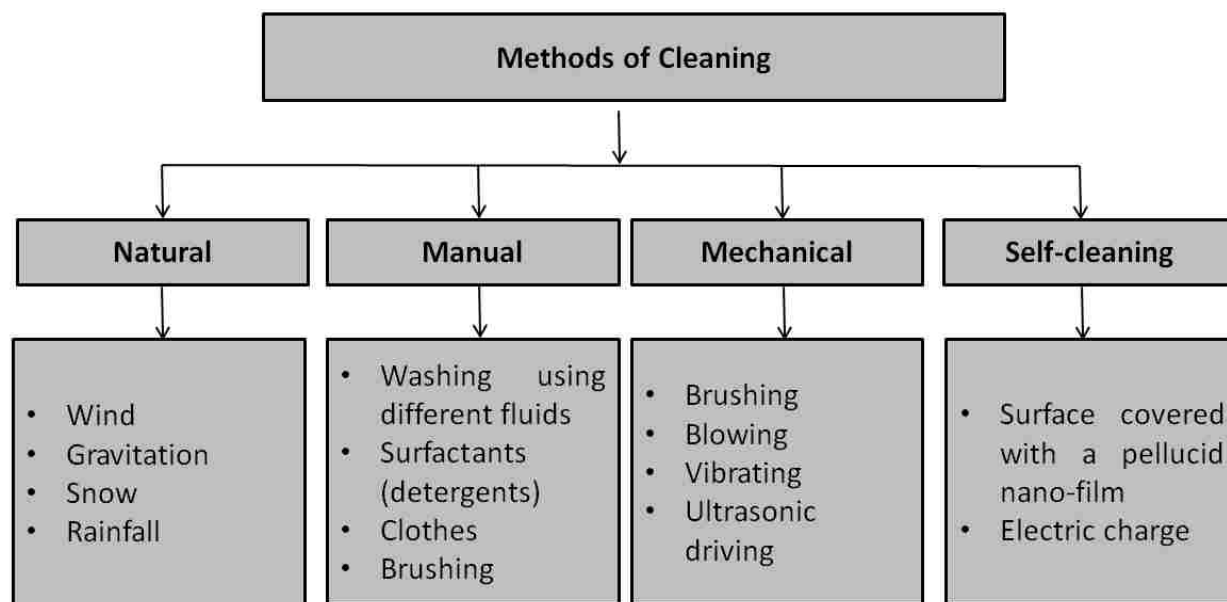 Methods of Cleaning
Natural
Manual
Mechanical
Self-cleaning
• Wind
• Gravitation
• Snow
• Rainfall
• Washing using
different fluids
• Surfactants
(detergents)
• Clothes
• Brushing
• Brushing
• Blowing
• Vibrating
• Ultrasonic
driving
• Surface covered
with a pellucid
nano-film
• Electric charge